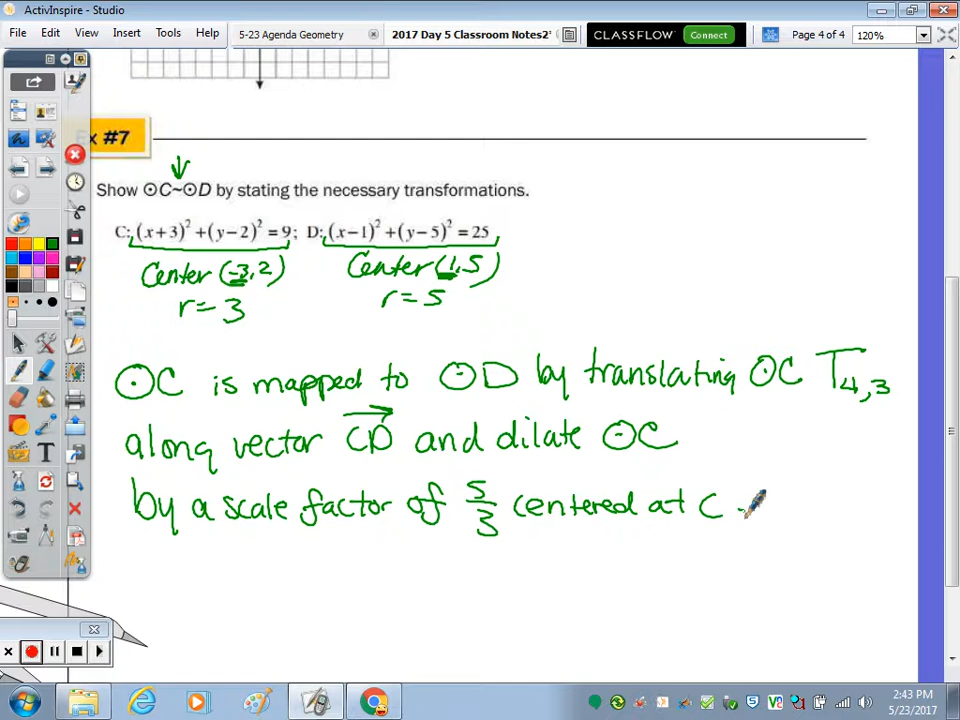 ActivInspire - Studio
File Edit View Insert Tools Help
5-23 Agenda Geometry
2017 Day 5 Classroom Notes2'
CLASSFLOW Connect
Page 4 of 4
120%
Ex #7
Show ⊙C~⊙D by stating the necessary transformations.
C: (x+3)² + (y−2)² = 9; D: (x−1)² + (y−5)² = 25
Center (-3, 2) Center (1, 5)
r = 3 r = 5
⊙C is mapped to ⊙D by translating ⊙C T4,3
along vector CD and dilate ⊙C
by a scale factor of 5/3 centered at C
2:43 PM
5/23/2017